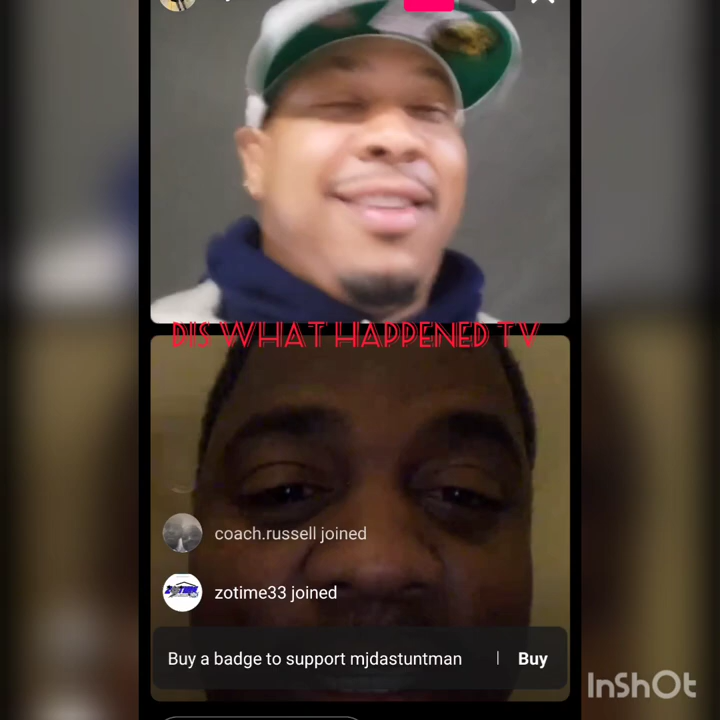 DIS WHAT HAPPENED TV
coach.russell joined
zotime33 joined
Buy a badge to support mjdastuntman | Buy
InShOt